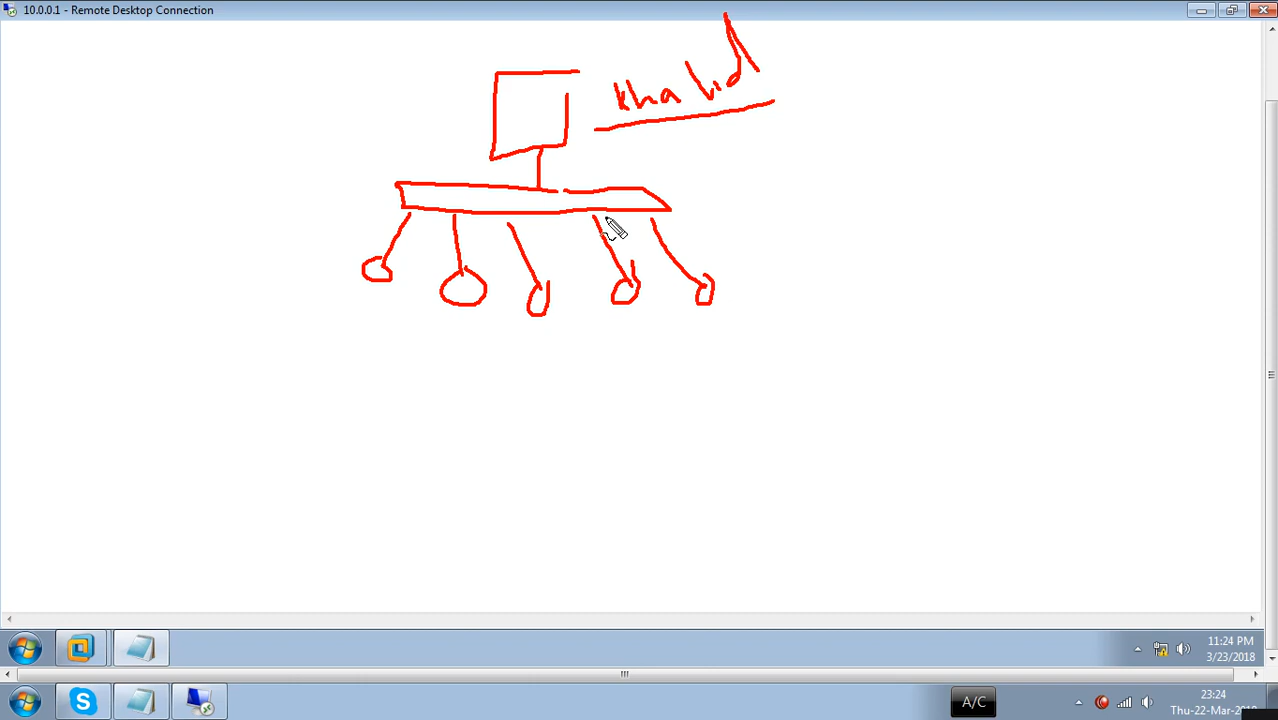 10.0.0.1 - Remote Desktop Connection
khalid
11:24 PM
3/23/2018
A/C
23:24
Thu-22-Mar-2018